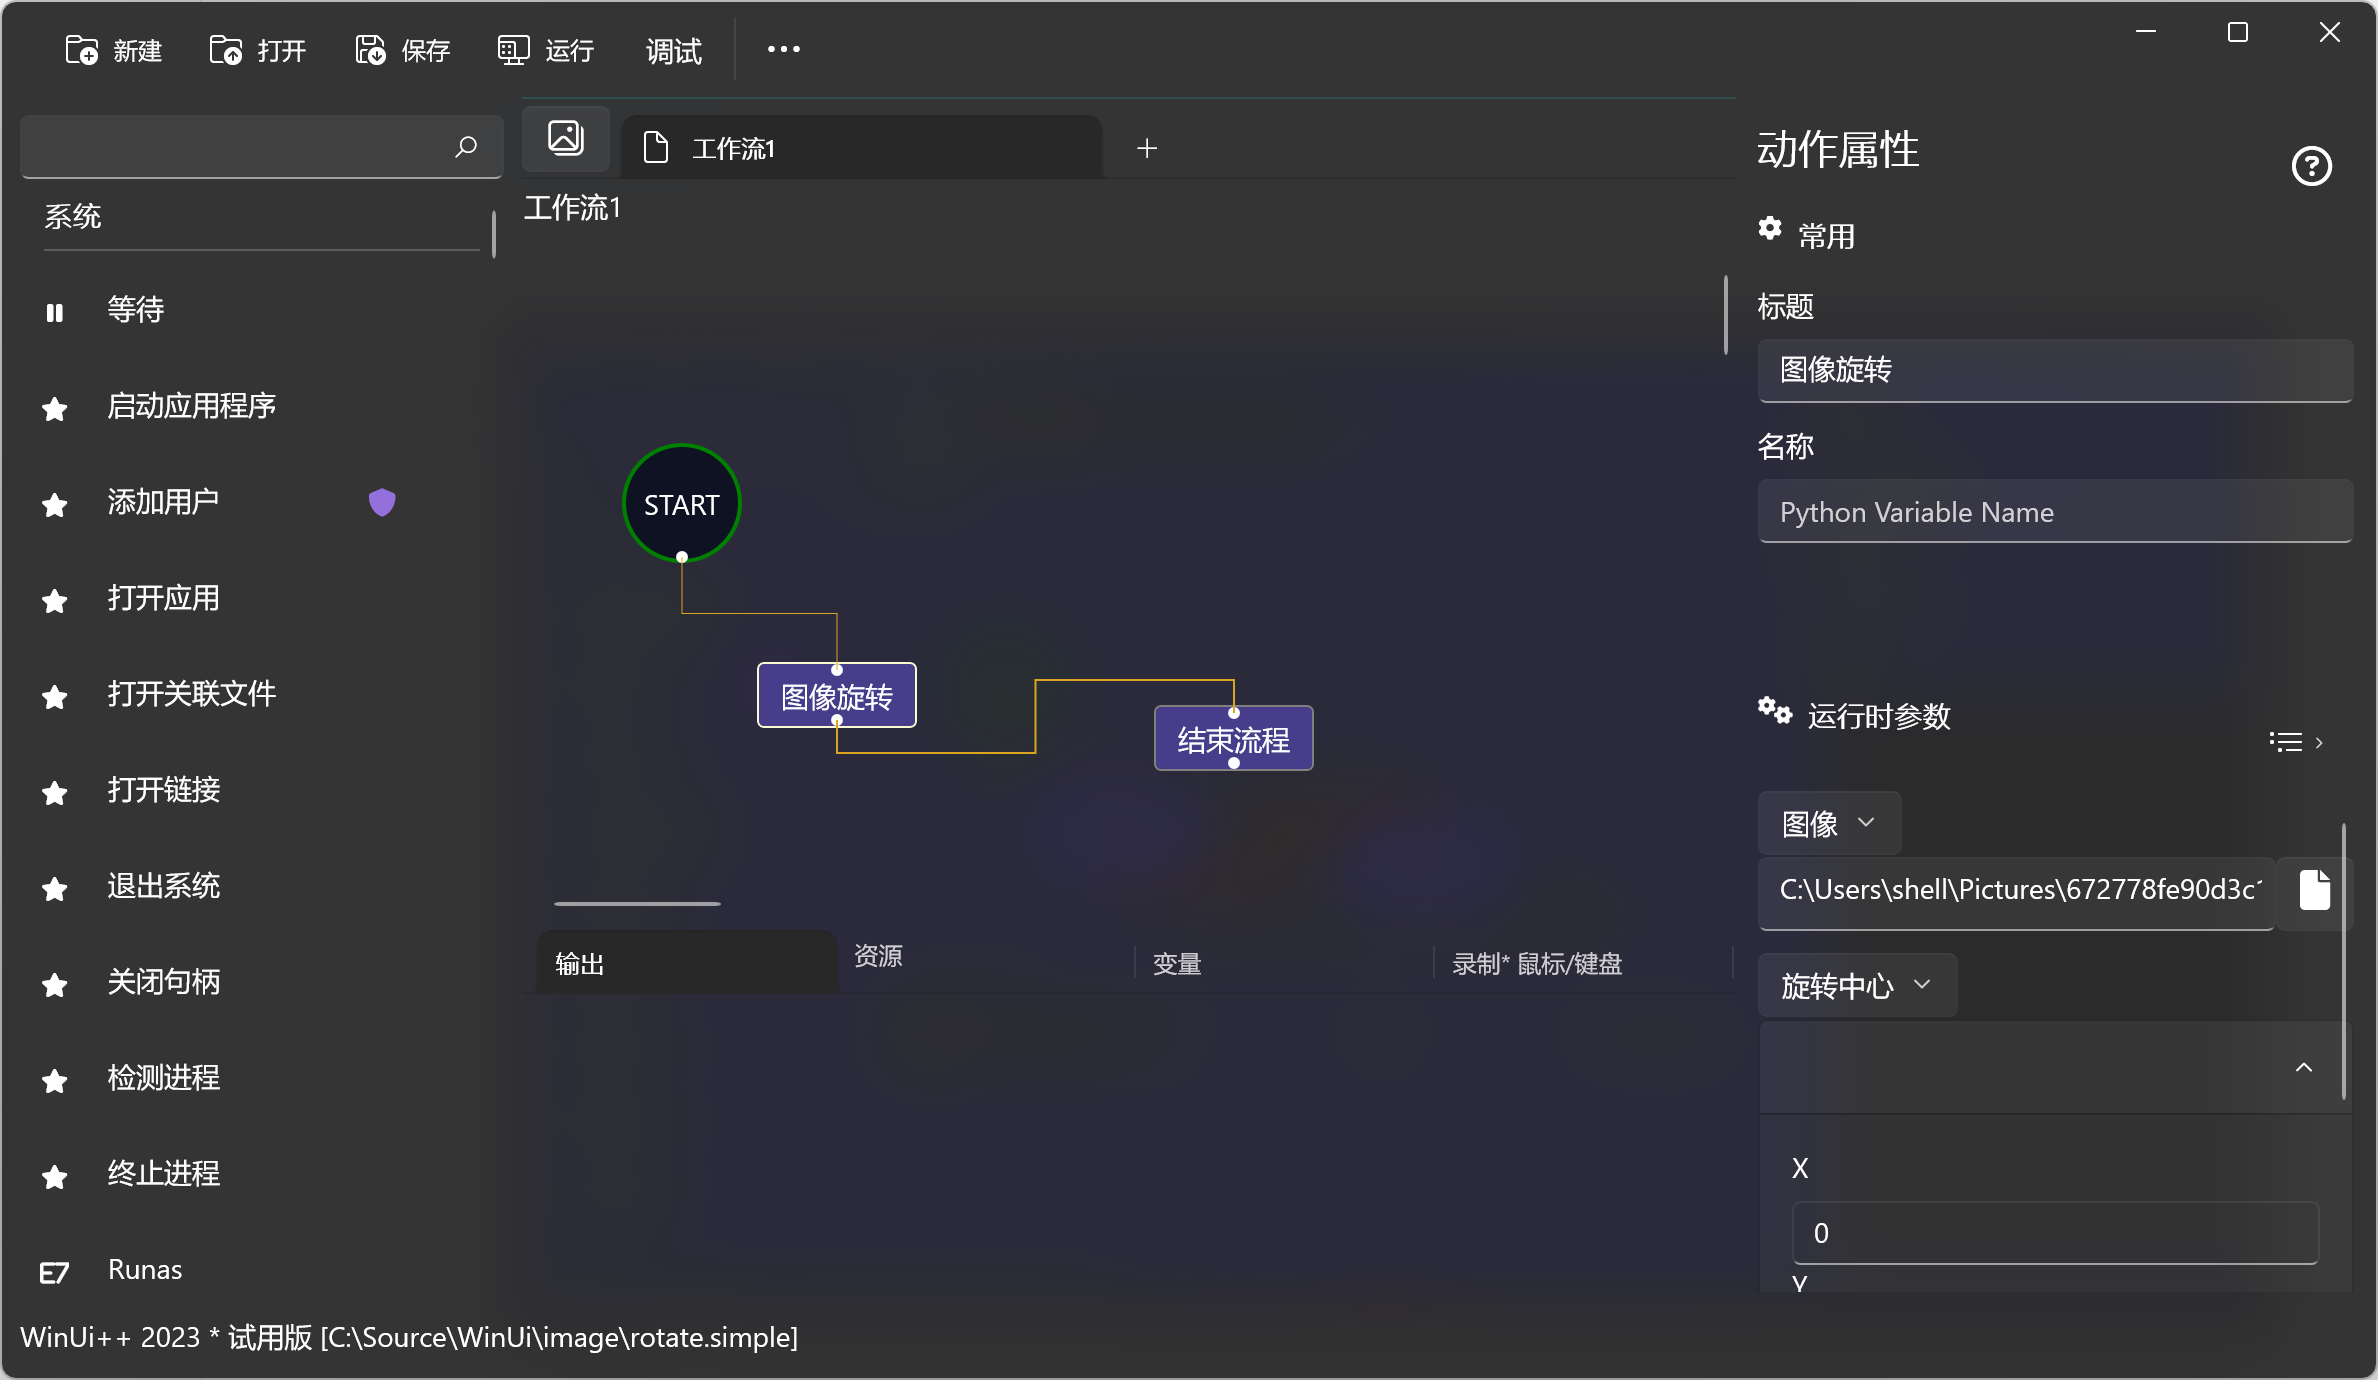 新建 打开 保存 运行 调试
工作流1
工作流1
系统
等待
启动应用程序
添加用户
打开应用
打开关联文件
打开链接
退出系统
关闭句柄
检测进程
终止进程
Runas
START
图像旋转
结束流程
输出 资源 变量 录制* 鼠标/键盘
动作属性
常用
标题
图像旋转
名称
Python Variable Name
运行时参数
图像
C:\Users\shell\Pictures\672778fe90d3c
旋转中心
X
0
Y
WinUi++ 2023 * 试用版 [C:\Source\WinUi\image\rotate.simple]